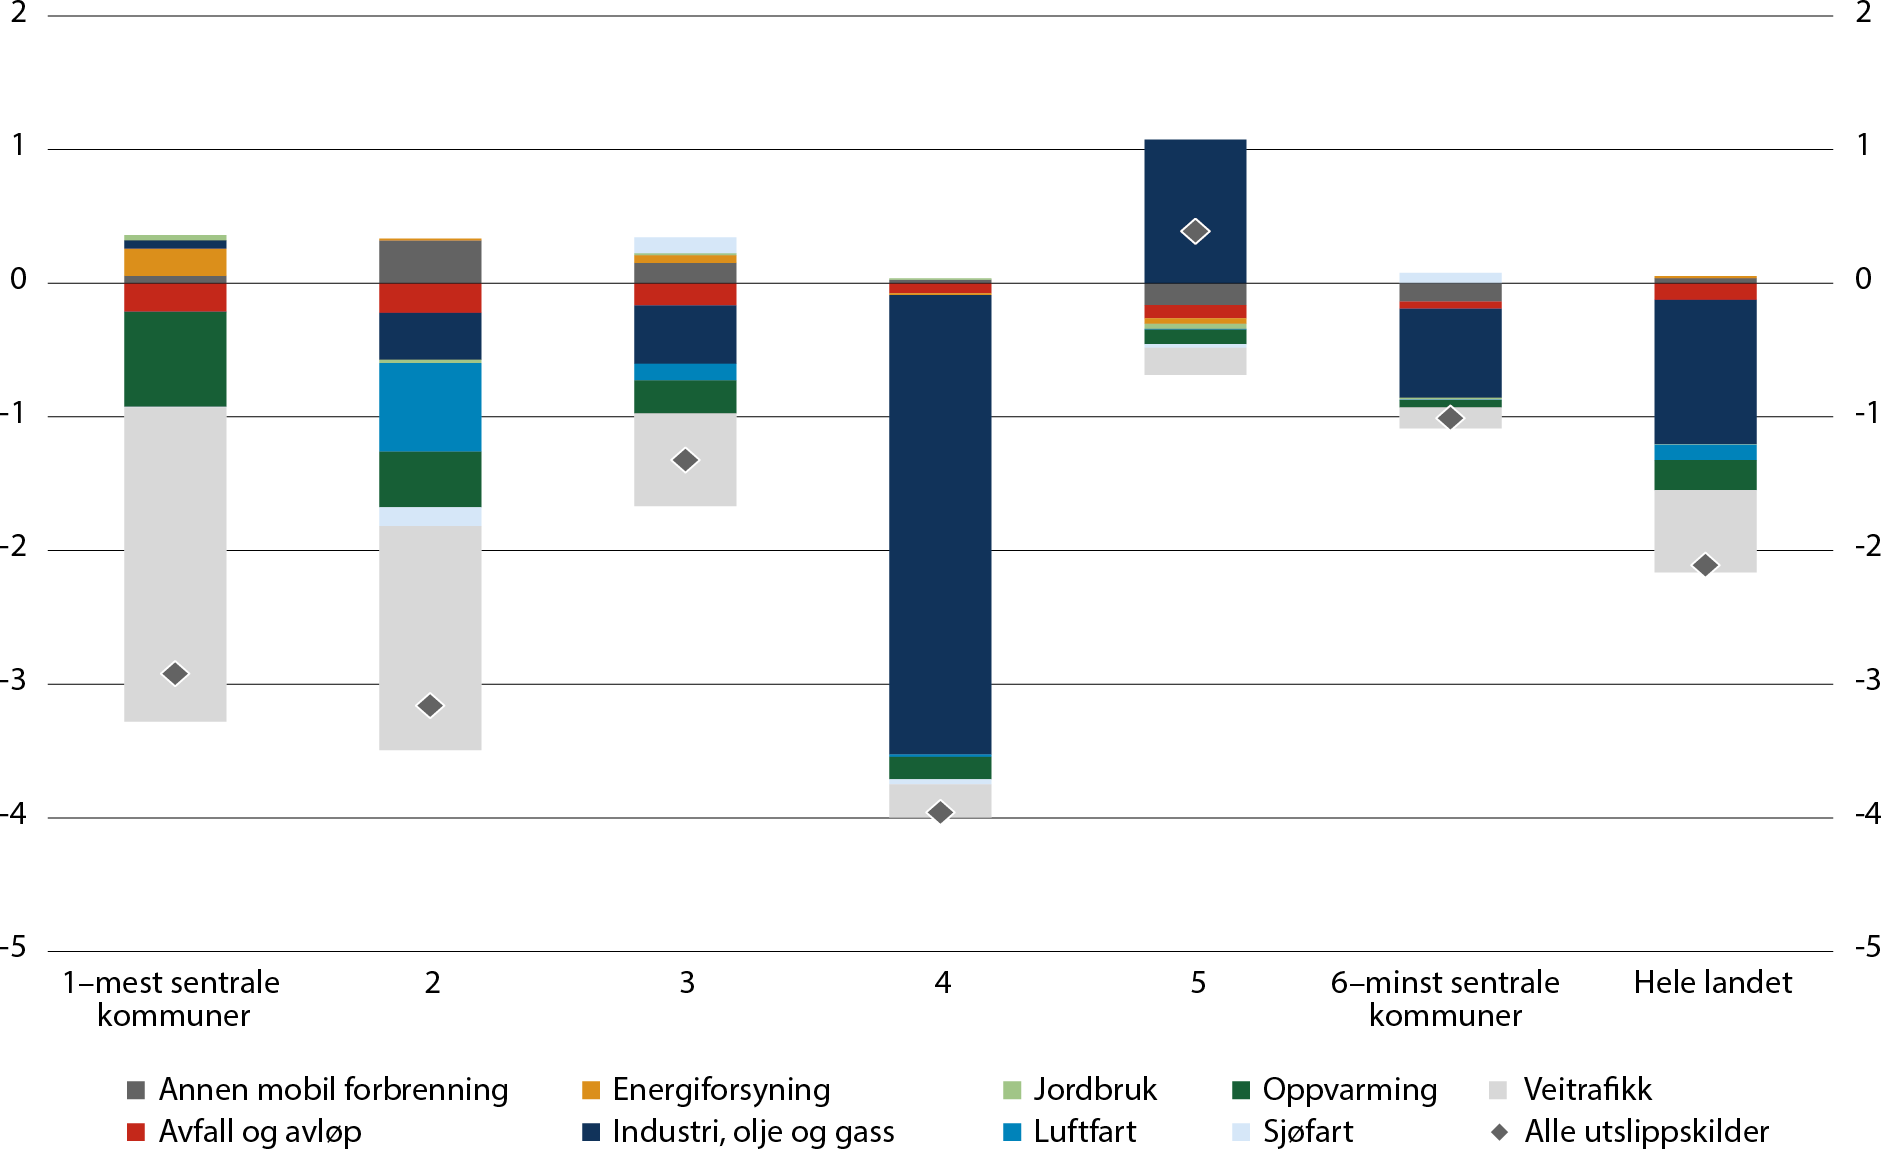 2 2
1 1
0 0
-1 -1
-2 -2
-3 -3
-4 -4
-5 -5
1–mest sentrale 2 3 4 5 6–minst sentrale Hele landet
kommuner kommuner
Annen mobil forbrenning Energiforsyning Jordbruk Oppvarming Veitrafikk
Avfall og avløp Industri, olje og gass Luftfart Sjøfart Alle utslippskilder